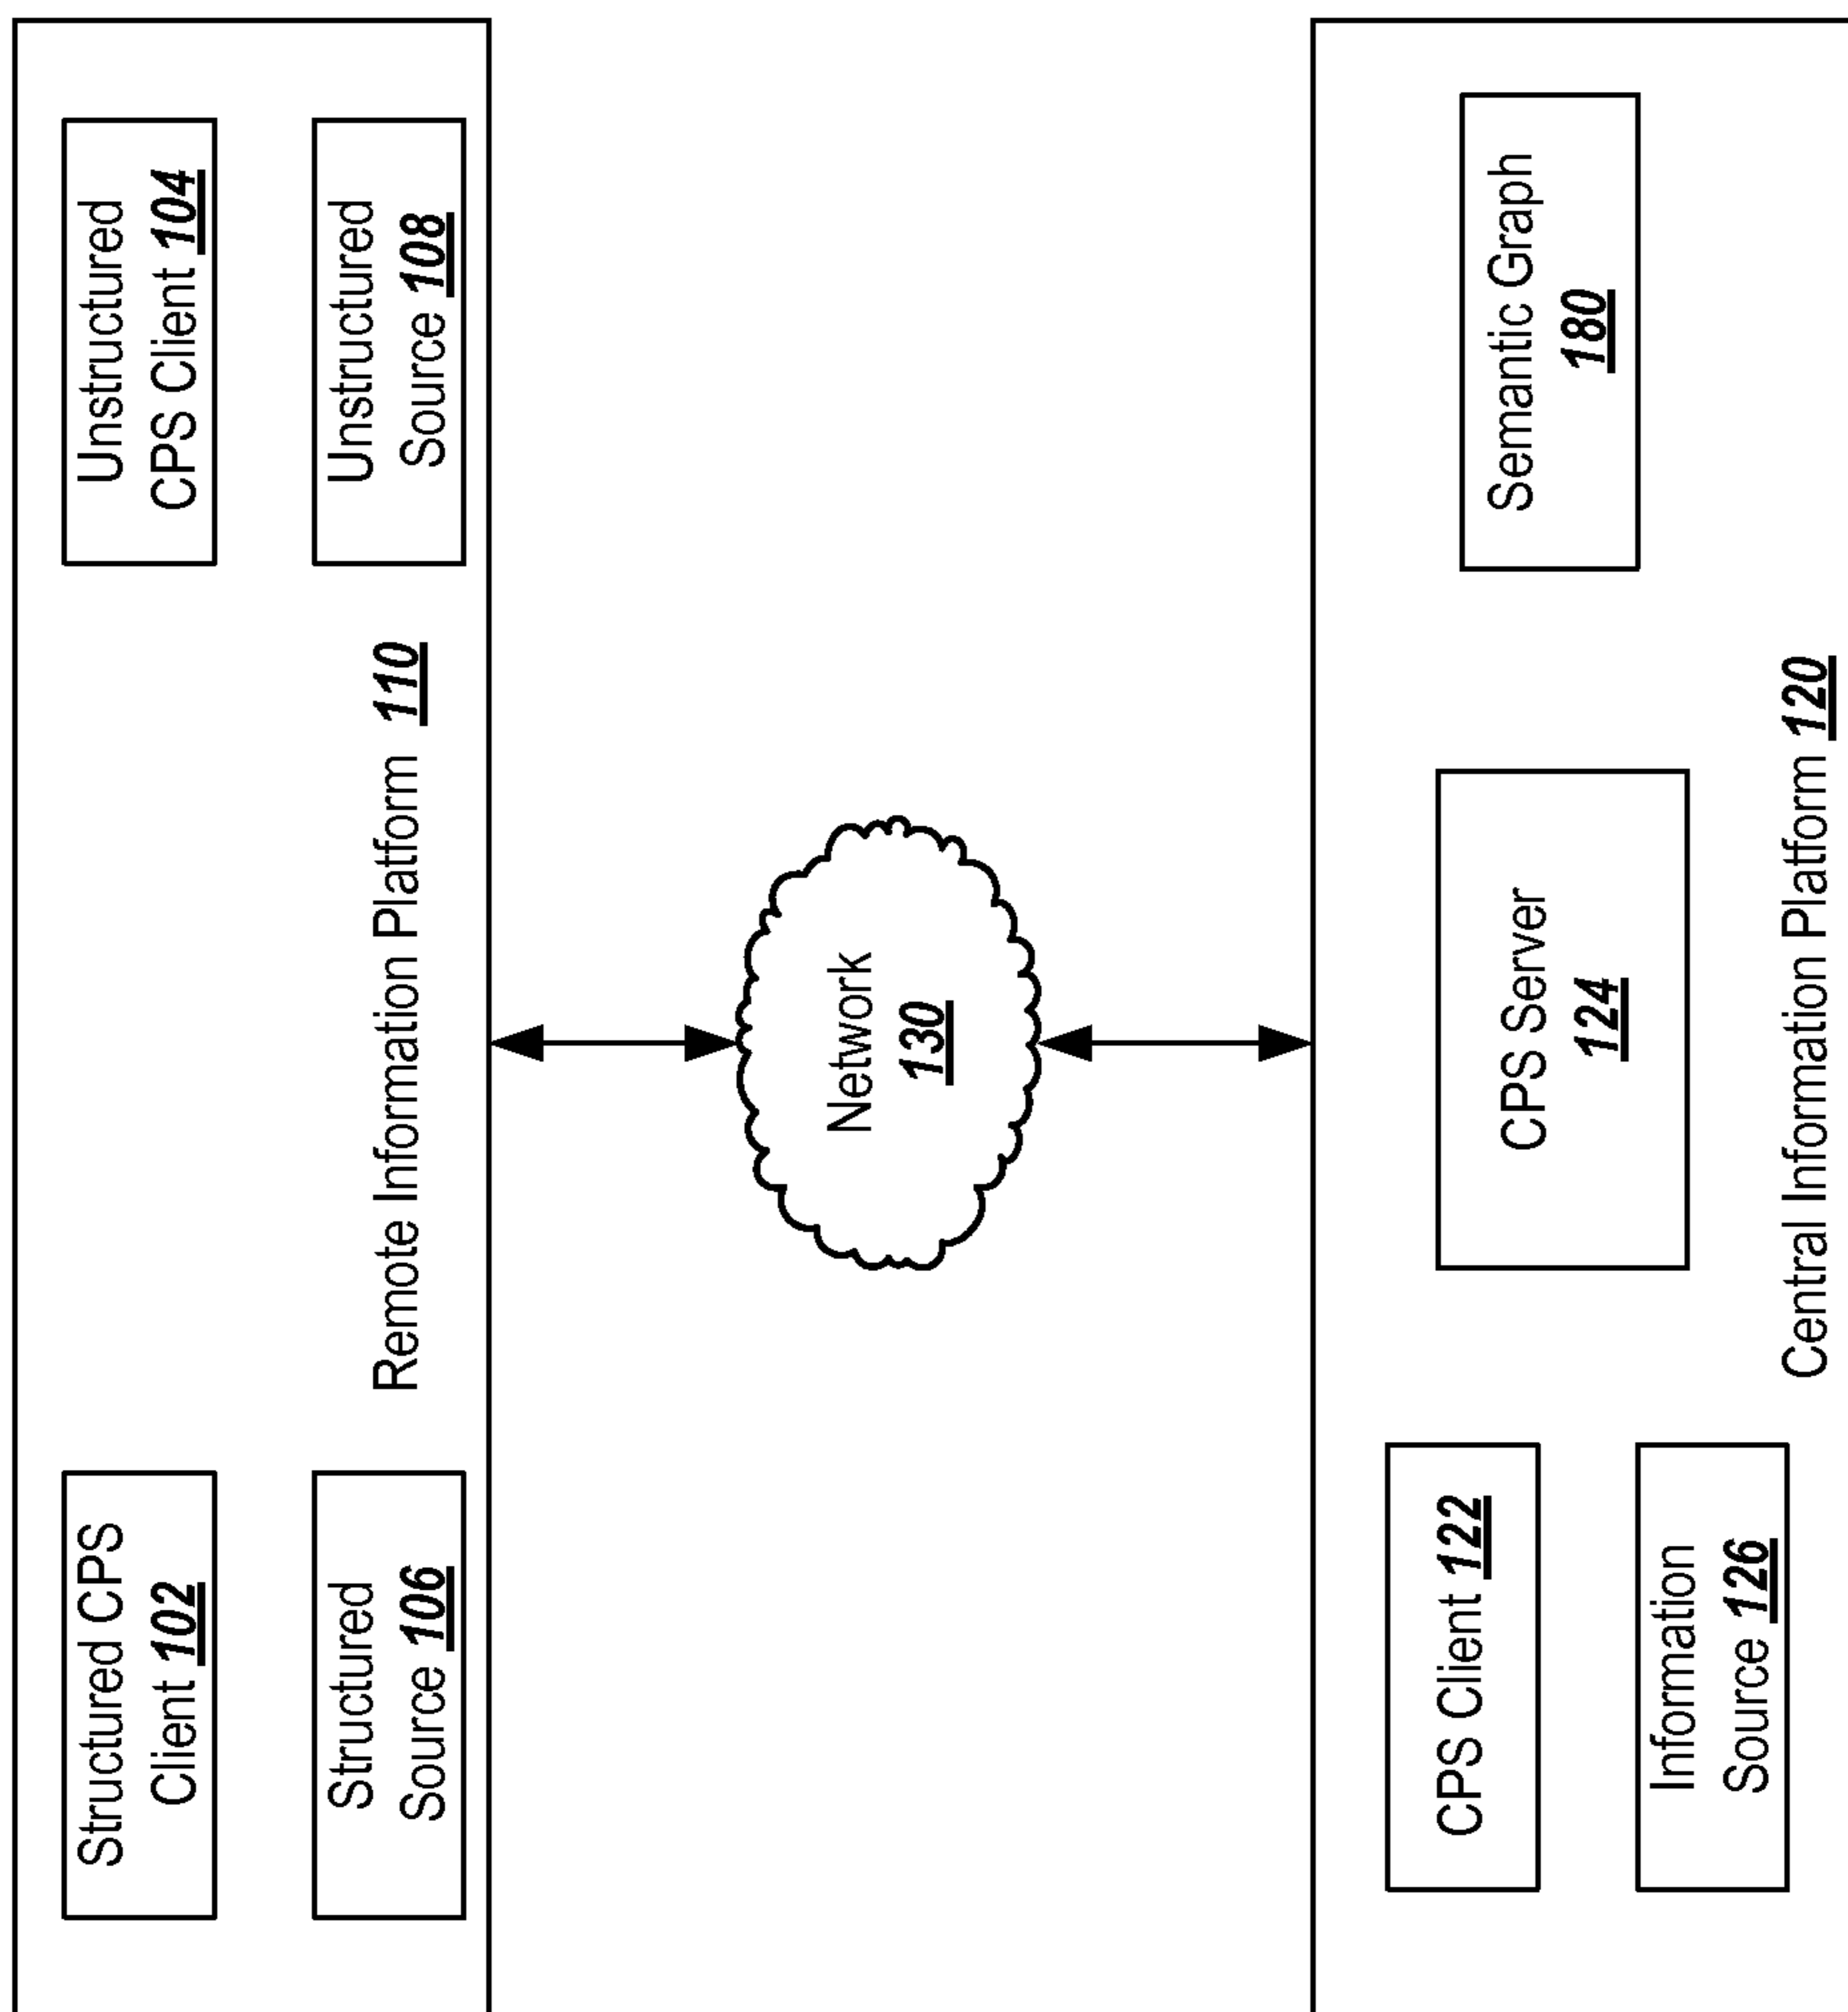 Structured CPS
Client 102
Unstructured
CPS Client 104
Structured
Source 106
Unstructured
Source 108
Remote Information Platform 110
Network
130
CPS Client 122
CPS Server
124
Semantic Graph
180
Information
Source 126
Central Information Platform 120